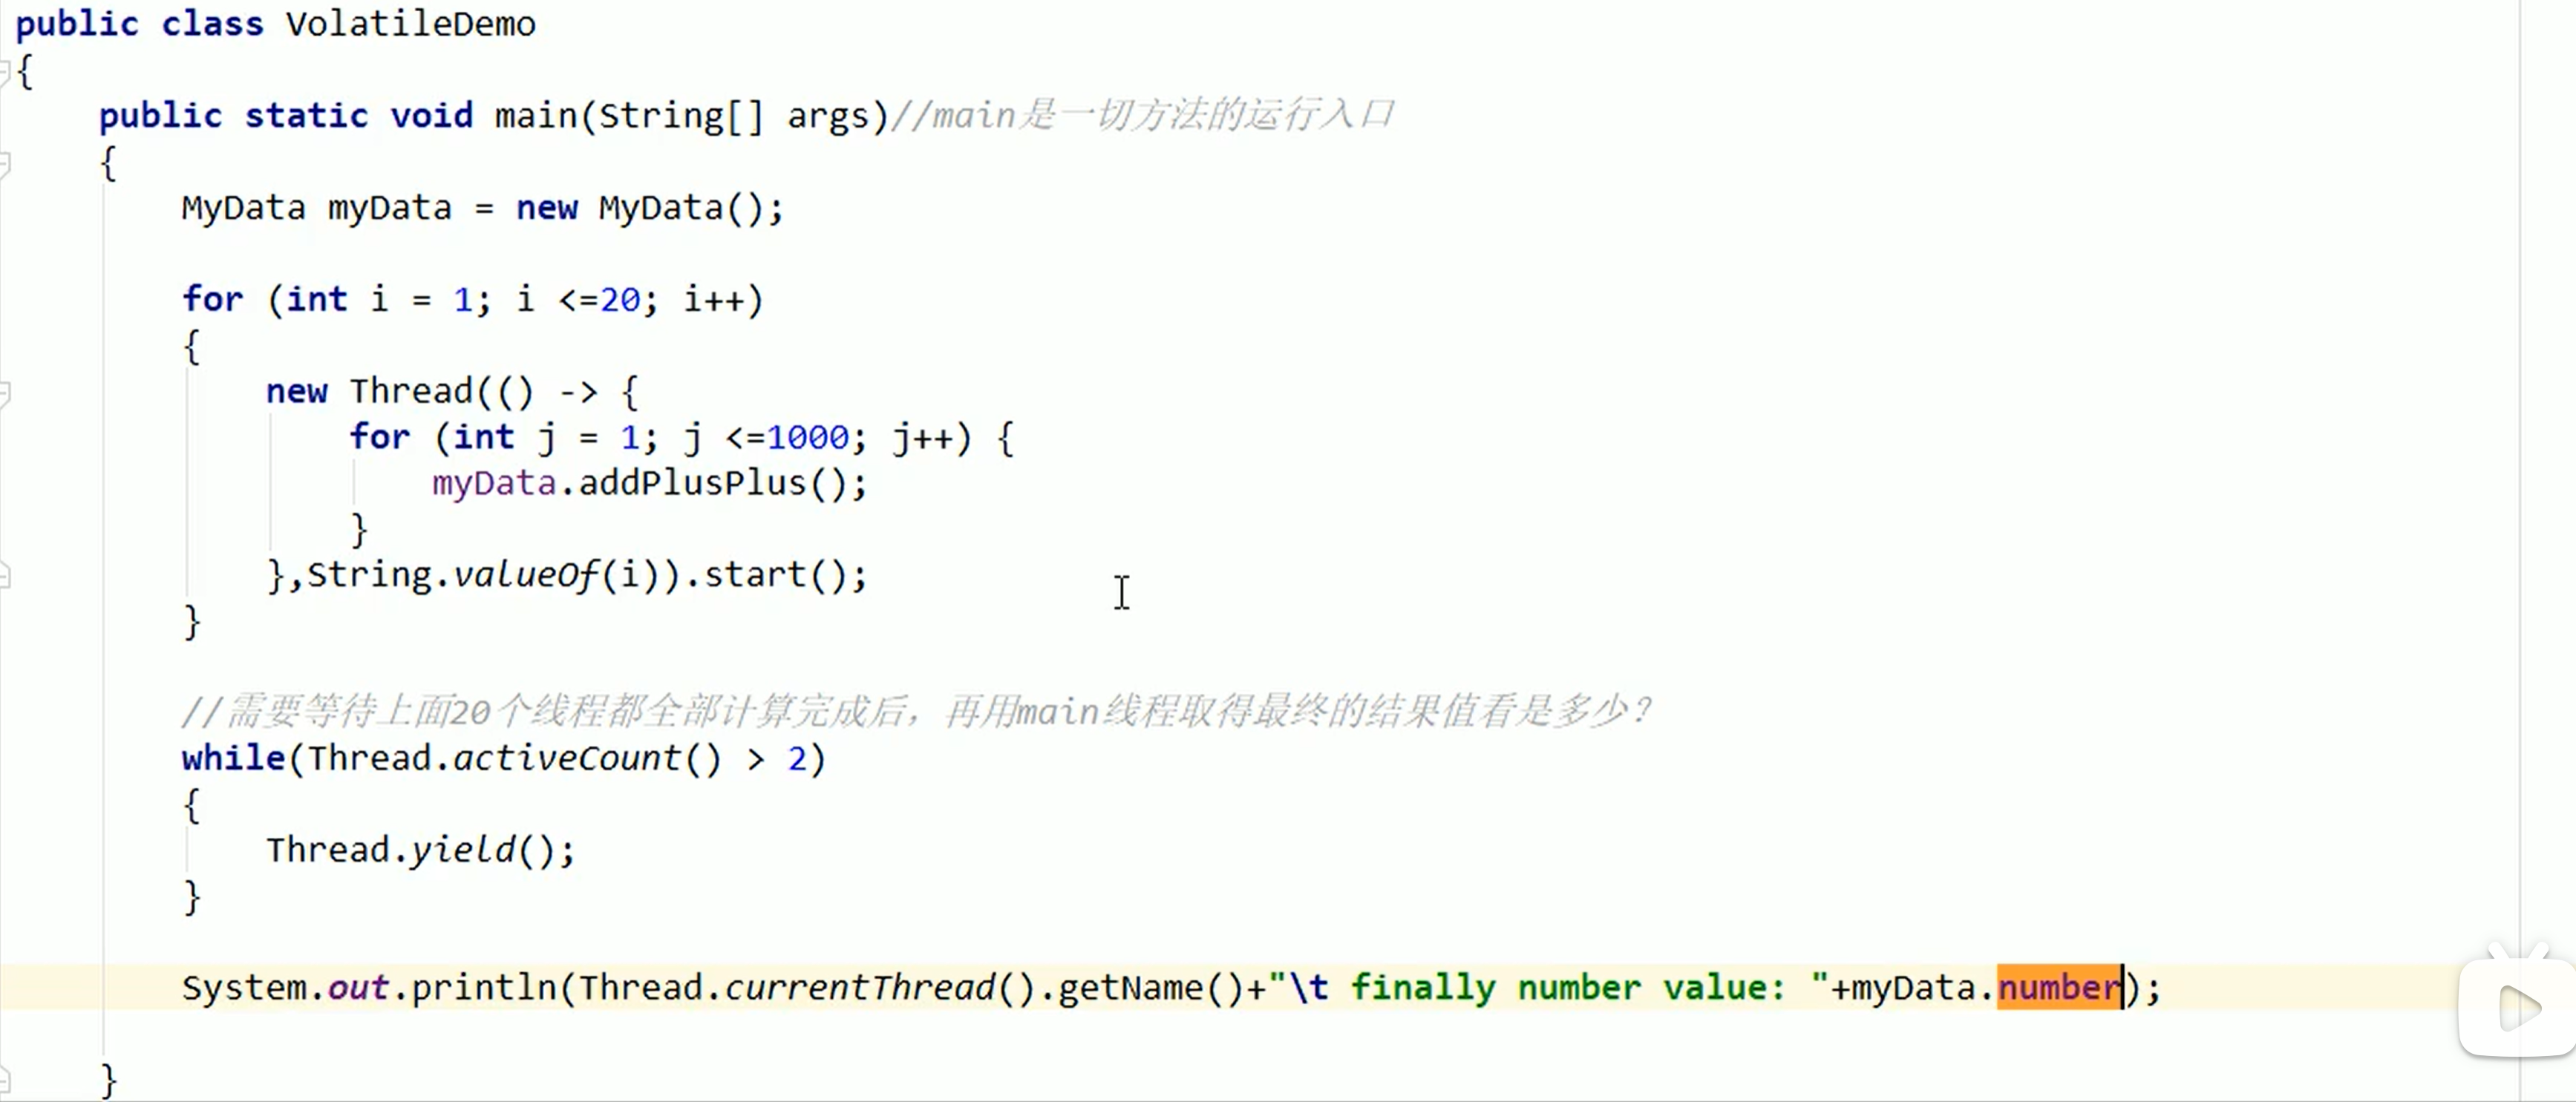 public class VolatileDemo
{
    public static void main(String[] args)//main是一切方法的运行入口
    {
        MyData myData = new MyData();
        for (int i = 1; i <=20; i++)
        {
            new Thread(() -> {
                for (int j = 1; j <=1000; j++) {
                    myData.addPlusPlus();
                }
            },String.valueOf(i)).start();
        }
        //需要等待上面20个线程都全部计算完成后，再用main线程取得最终的结果值看是多少？
        while(Thread.activeCount() > 2)
        {
            Thread.yield();
        }
        System.out.println(Thread.currentThread().getName()+"\t finally number value: "+myData.number);
    }